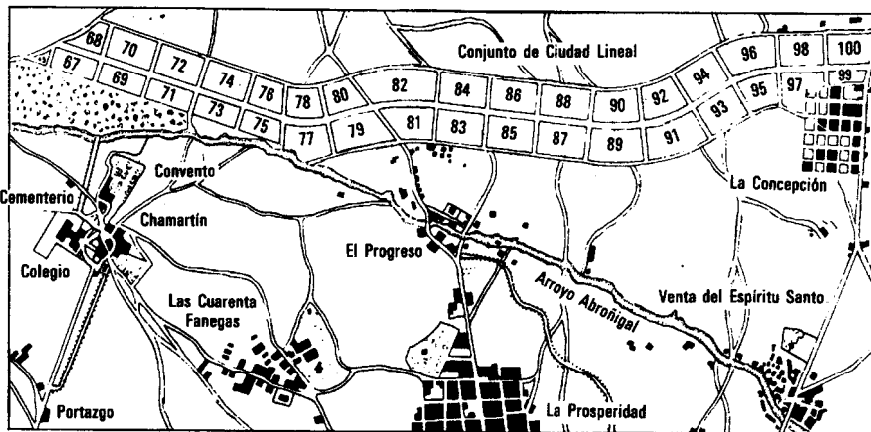 Conjunto de Ciudad Lineal
68
70
72
74
76
78
80
82
84
86
88
90
92
94
96
98
100
67
69
71
73
75
77
79
81
83
85
87
89
91
93
95
97
99
Convento
Cementerio
Chamartín
Colegio
Las Cuarenta
Fanegas
Portazgo
El Progreso
La Prosperidad
Arroyo Abroñigal
La Concepción
Venta del Espíritu Santo